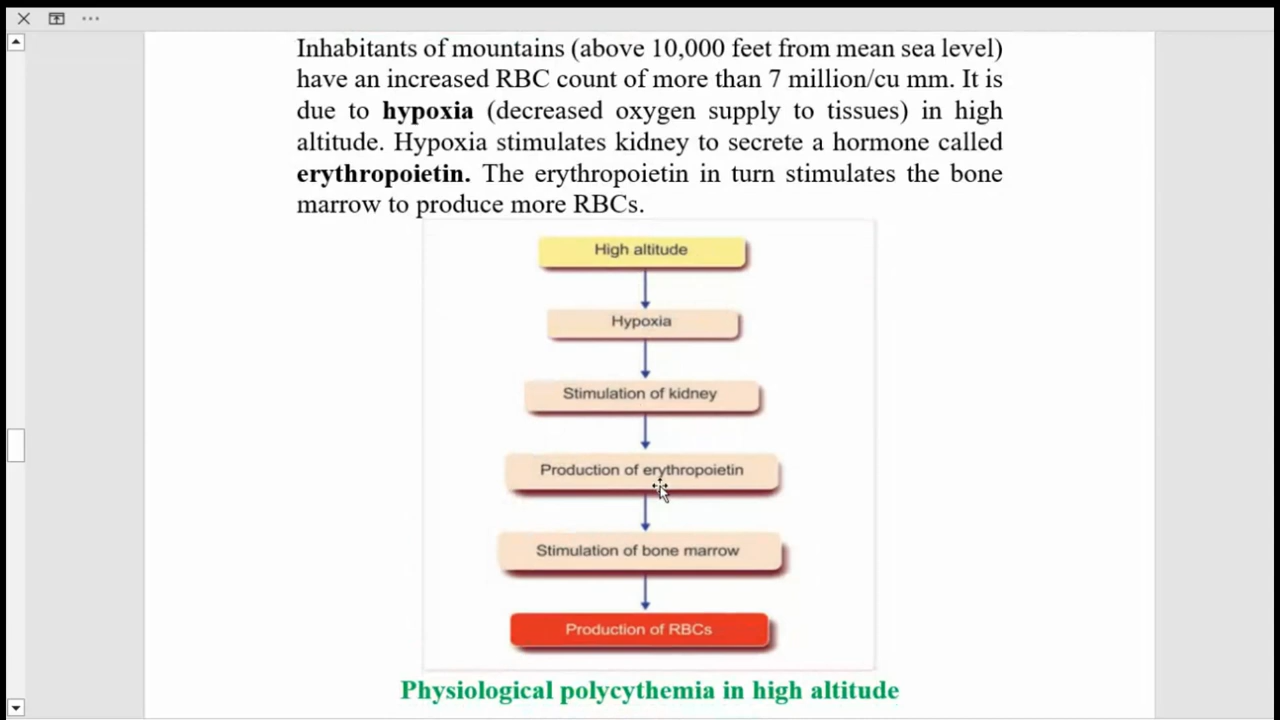 Inhabitants of mountains (above 10,000 feet from mean sea level)
have an increased RBC count of more than 7 million/cu mm. It is
due to hypoxia (decreased oxygen supply to tissues) in high
altitude. Hypoxia stimulates kidney to secrete a hormone called
erythropoietin. The erythropoietin in turn stimulates the bone
marrow to produce more RBCs.
High altitude
Hypoxia
Stimulation of kidney
Production of erythropoietin
Stimulation of bone marrow
Production of RBCs
Physiological polycythemia in high altitude